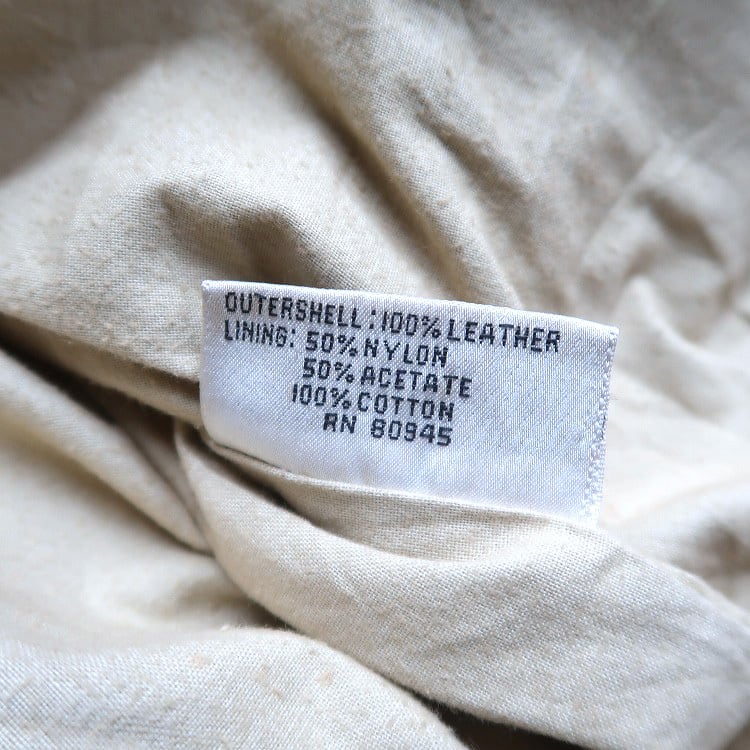 OUTERSHELL: 100% LEATHER
LINING: 50% NYLON
50% ACETATE
100% COTTON
RN 80945